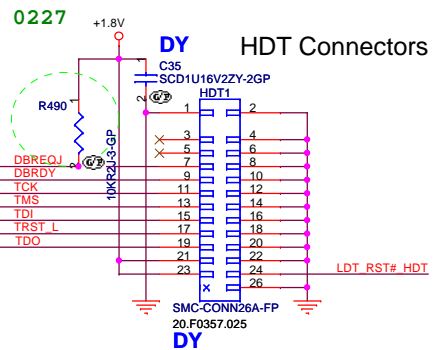 0227
+1.8V
DY
HDT Connectors
C35
SCD1U16V2ZY-2GP
HDT1
1
2
G/P
R490
1
2
10KR2J-3-GP
G/P
1 2
3 4
5 6
DBREQJ 7 8
DBRDY 9 10
TCK 11 12
TMS 13 14
TDI 15 16
TRST_L 17 18
TDO 19 20
21 22
23 24 LDT_RST#_HDT
26
SMC-CONN26A-FP
20.F0357.025
DY